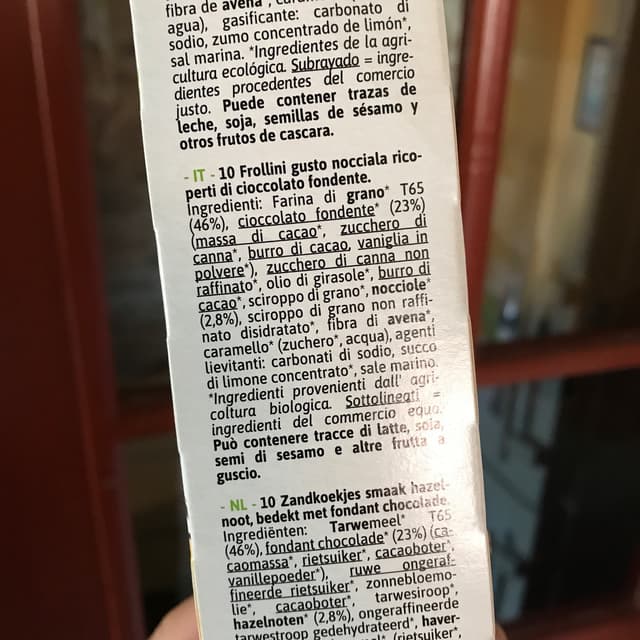 fibra de avena*, cara
agua), gasificante: carbonato di
sodio, zumo concentrado de limón*,
sal marina. *Ingredientes de la agri-
cultura ecológica. Subrayado = ingre-
dientes procedentes del comercio
justo. Puede contener trazas de
leche, soja, semillas de sésamo y
otros frutos de cascara.
- IT - 10 Frollini gusto nocciala rico-
perti di cioccolato fondente.
Ingredienti: Farina di grano* T65
(46%), cioccolato fondente* (23%)
(massa di cacao*, zucchero di
canna*, burro di cacao, vaniglia in
polvere*), zucchero di canna non
raffinato*, olio di girasole*, burro di
cacao*, sciroppo di grano*, nocciole*
(2,8%), sciroppo di grano non raffi-
nato disidratato*, fibra di avena*,
caramello* (zuchero*, acqua), agenti
lievitanti: carbonati di sodio, succo
di limone concentrato*, sale marino.
*Ingredienti provenienti dall' agri-
coltura biologica. Sottolineati =
ingredienti del commercio equo.
Può contenere tracce di latte, soia,
semi di sesamo e altre frutta a
guscio.
- NL - 10 Zandkoekjes smaak hazel-
noot, bedekt met fondant chocolade.
Ingrediënten: Tarwemeel* T65
(46%), fondant chocolade* (23%) (ca-
caomassa*, rietsuiker*, cacaoboter*,
vanillepoeder*), ruwe ongeraf-
fineerde rietsuiker*, zonnebloemo-
lie*, cacaoboter*, tarwesiroop*,
hazelnoten* (2,8%), ongeraffineerde
tarwestroop gedehydrateerd*, haver-
(rietsuiker*,